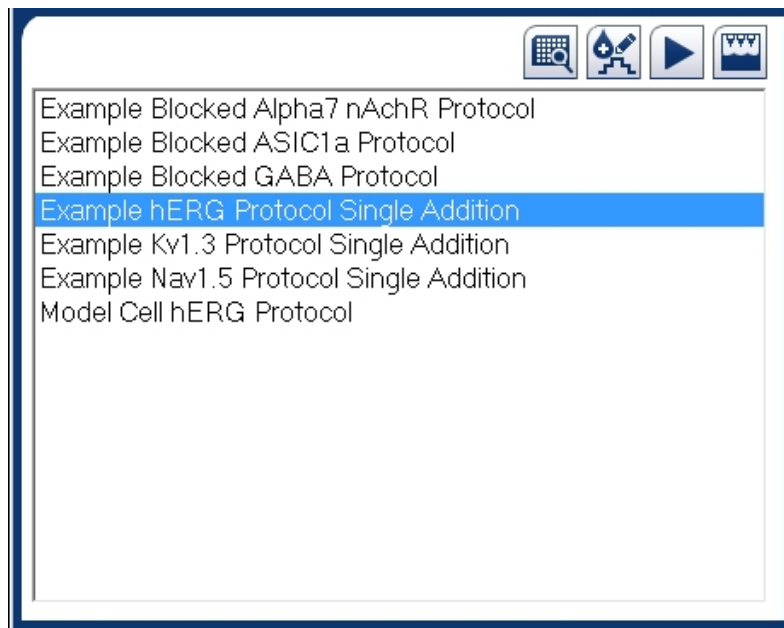 Example Blocked Alpha7 nAchR Protocol
Example Blocked ASIC1a Protocol
Example Blocked GABA Protocol
Example hERG Protocol Single Addition
Example Kv1.3 Protocol Single Addition
Example Nav1.5 Protocol Single Addition
Model Cell hERG Protocol